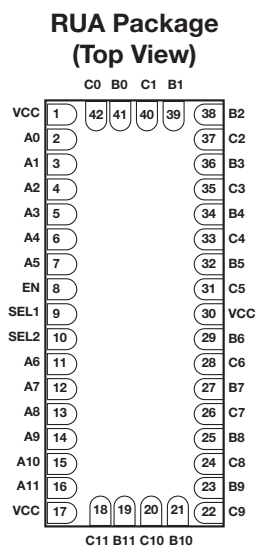 RUA Package
(Top View)
C0 B0 C1 B1
VCC 1 42 41 40 39 38 B2
A0 2 37 C2
A1 3 36 B3
A2 4 35 C3
A3 5 34 B4
A4 6 33 C4
A5 7 32 B5
EN 8 31 C5
SEL1 9 30 VCC
SEL2 10 29 B6
A6 11 28 C6
A7 12 27 B7
A8 13 26 C7
A9 14 25 B8
A10 15 24 C8
A11 16 23 B9
VCC 17 18 19 20 21 22 C9
C11 B11 C10 B10